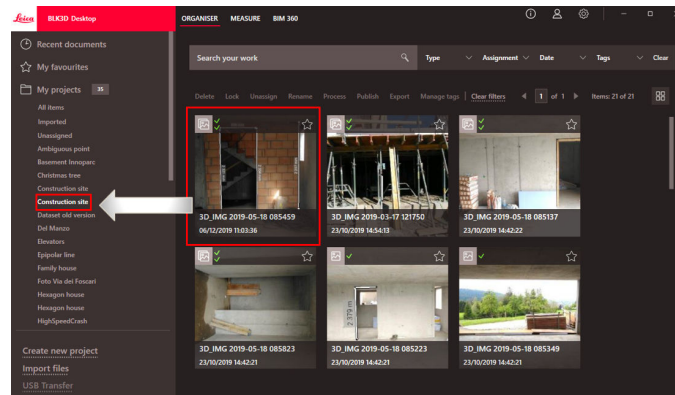 Leica BLK3D Desktop
ORGANISER MEASURE BIM 360
Recent documents
My favourites
My projects 35
All items
Imported
Unassigned
Ambiguous point
Basement Innoparc
Christmas tree
Construction site
Construction site
Dataset old version
Del Manzo
Elevators
Epipolar line
Family house
Foto Via dei Foscari
Hexagon house
Hexagon house
HighSpeedCrash
Create new project
Import files
USB Transfer
Search your work Type Assignment Date Tags Clear
Delete Lock Unassign Rename Process Publish Export Manage tags Clear filters 1 of 1 Items: 21 of 21
3D_IMG 2019-05-18 085459
06/12/2019 11:03:36
3D_IMG 2019-03-17 121750
23/10/2019 14:54:13
3D_IMG 2019-05-18 085137
23/10/2019 14:42:22
3D_IMG 2019-05-18 085823
23/10/2019 14:42:21
2.379 m
3D_IMG 2019-05-18 085223
23/10/2019 14:42:21
3D_IMG 2019-05-18 085349
23/10/2019 14:42:21